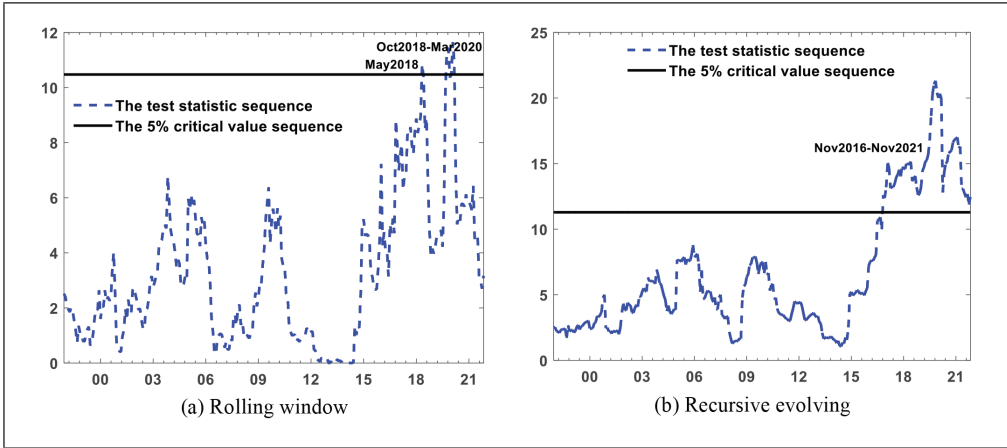 12
10
8
6
4
2
0
Oct2018-Mar2020
May2018
The test statistic sequence
The 5% critical value sequence
00 03 06 09 12 15 18 21
(a) Rolling window
25
20
15
10
5
0
The test statistic sequence
The 5% critical value sequence
Nov2016-Nov2021
00 03 06 09 12 15 18 21
(b) Recursive evolving